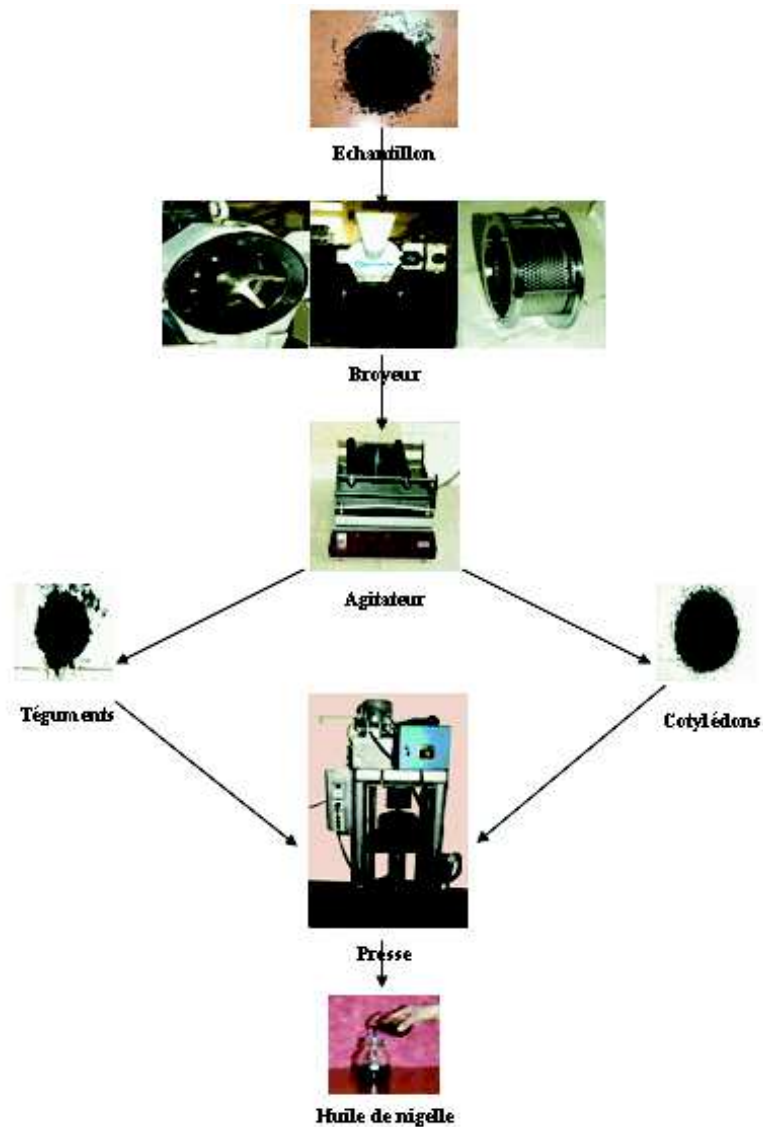 Echantillon
Broyeur
Agitateur
Téguments
Cotylédons
Presse
Huile de nigelle